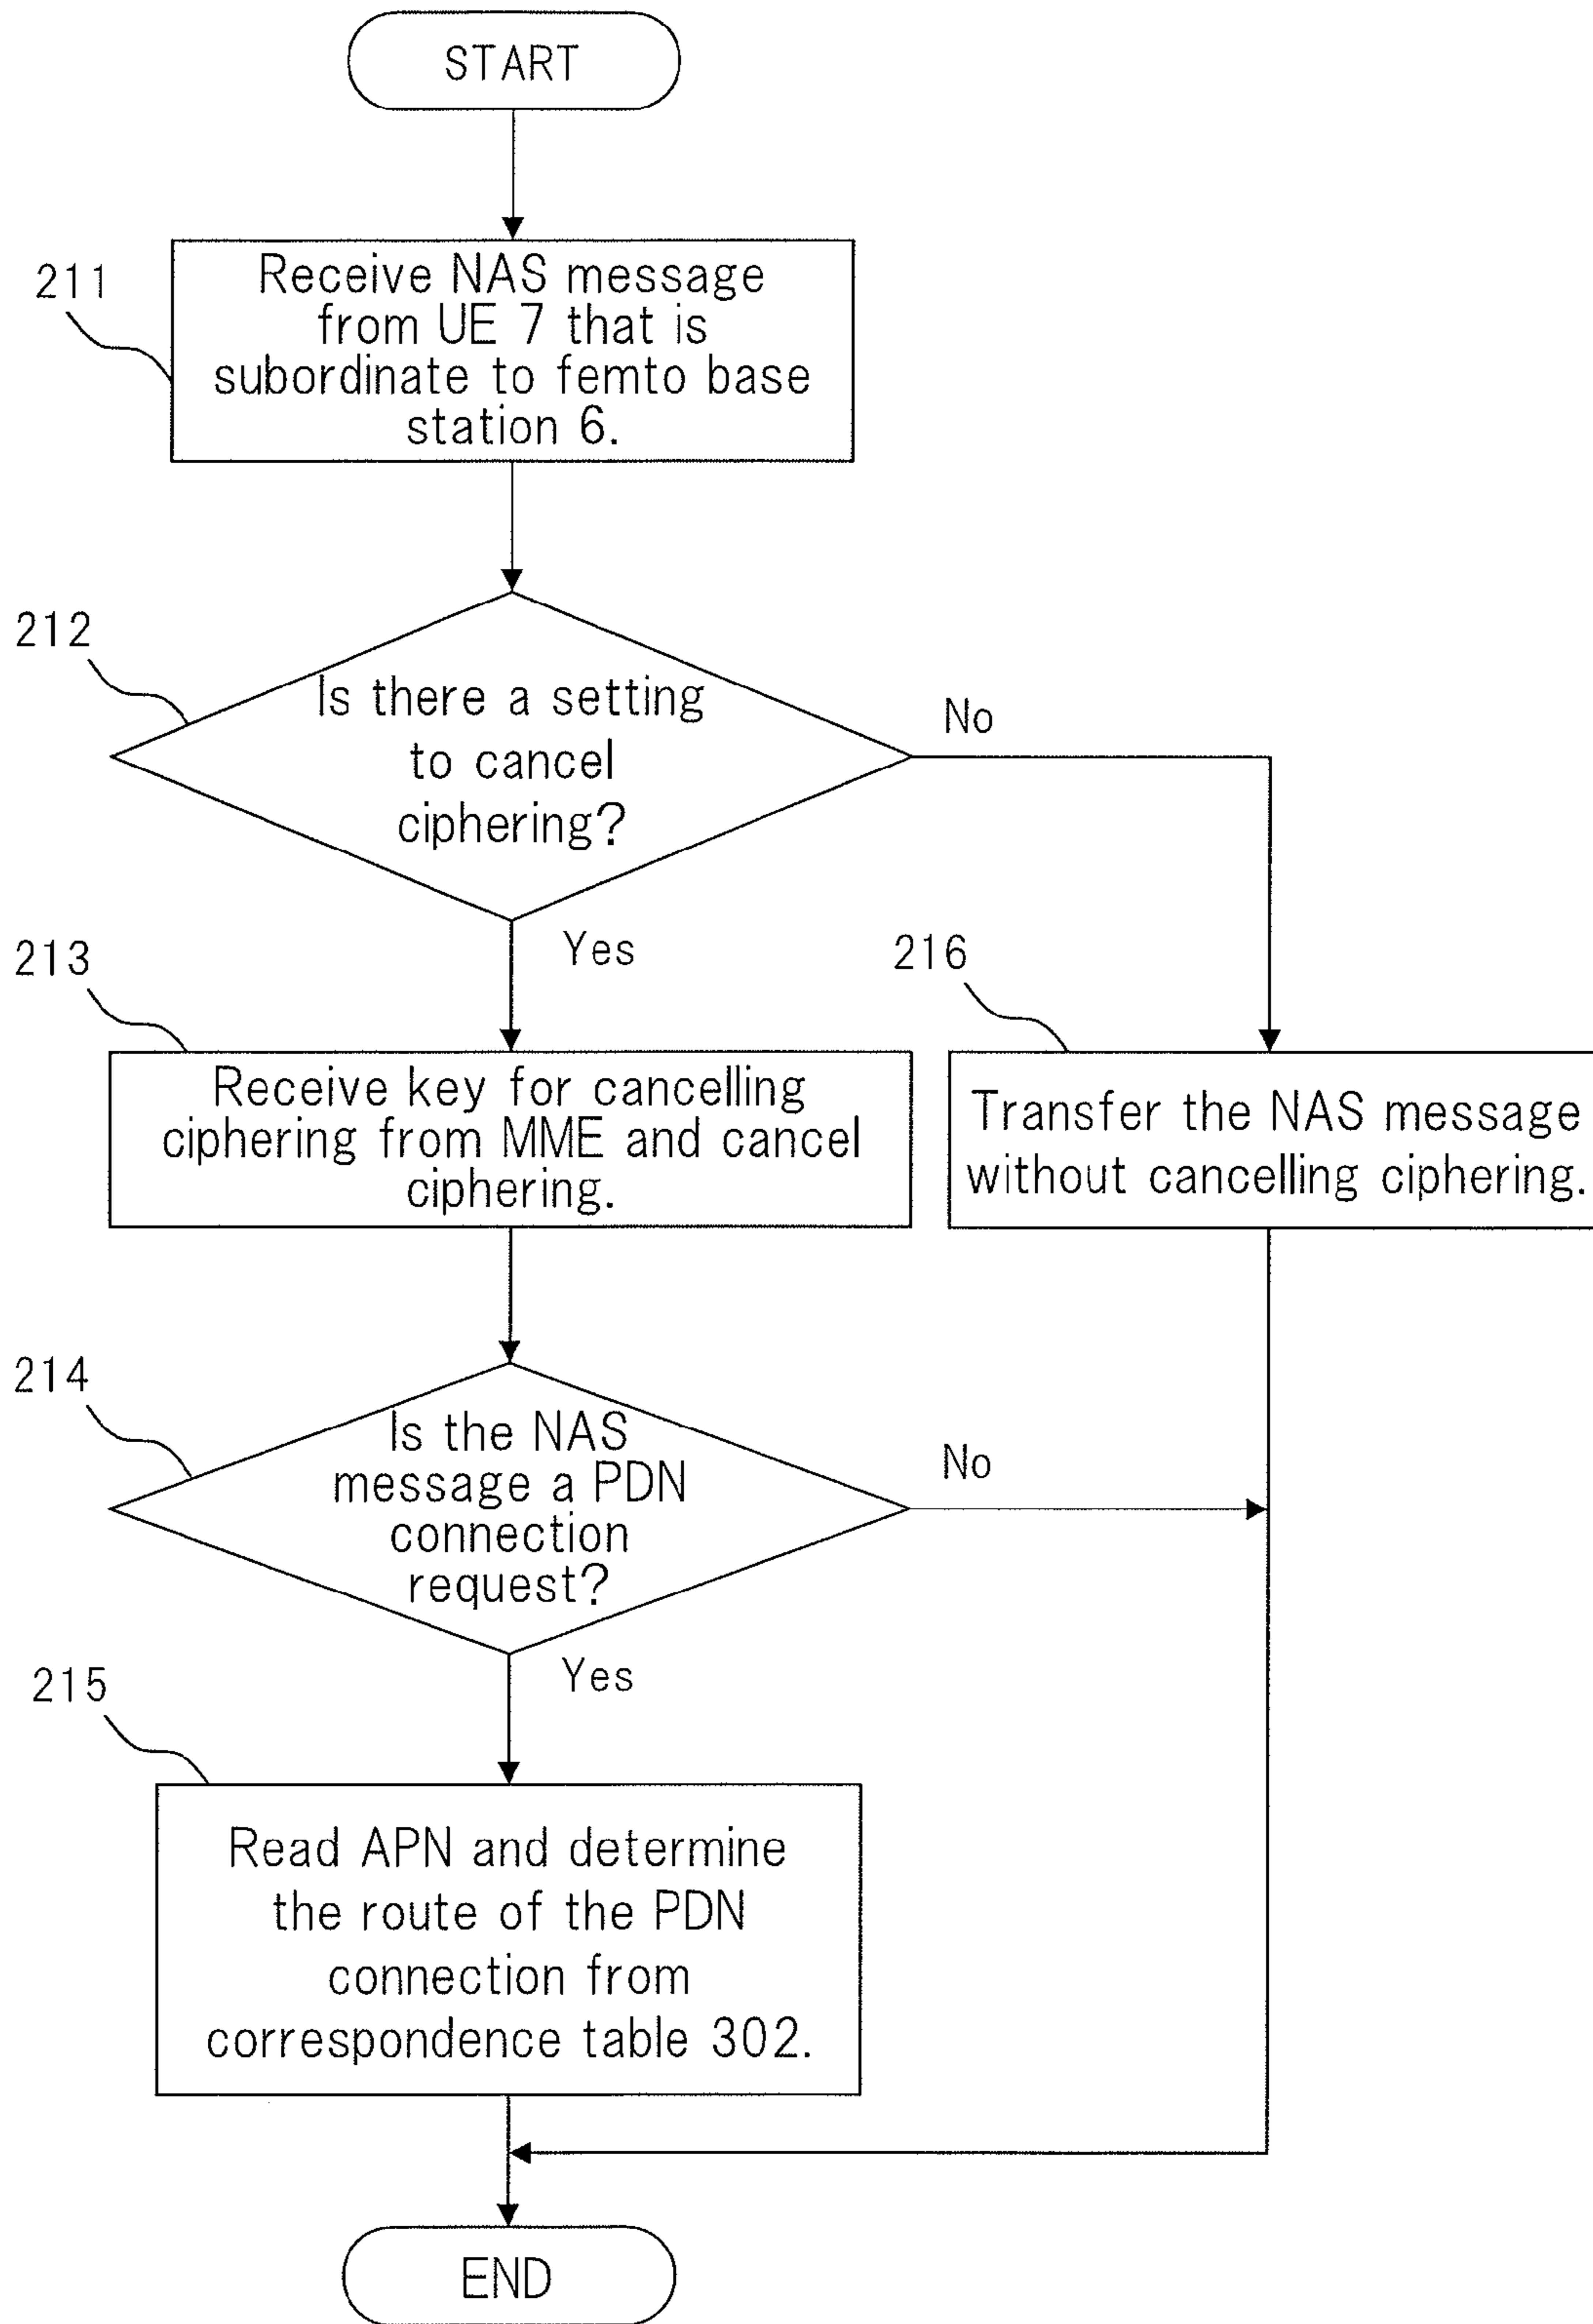 START
211
Receive NAS message
from UE 7 that is
subordinate to femto base
station 6.
212
Is there a setting
to cancel
ciphering?
No
Yes
213
Receive key for cancelling
ciphering from MME and cancel
ciphering.
216
Transfer the NAS message
without cancelling ciphering.
214
Is the NAS
message a PDN
connection
request?
No
Yes
215
Read APN and determine
the route of the PDN
connection from
correspondence table 302.
END